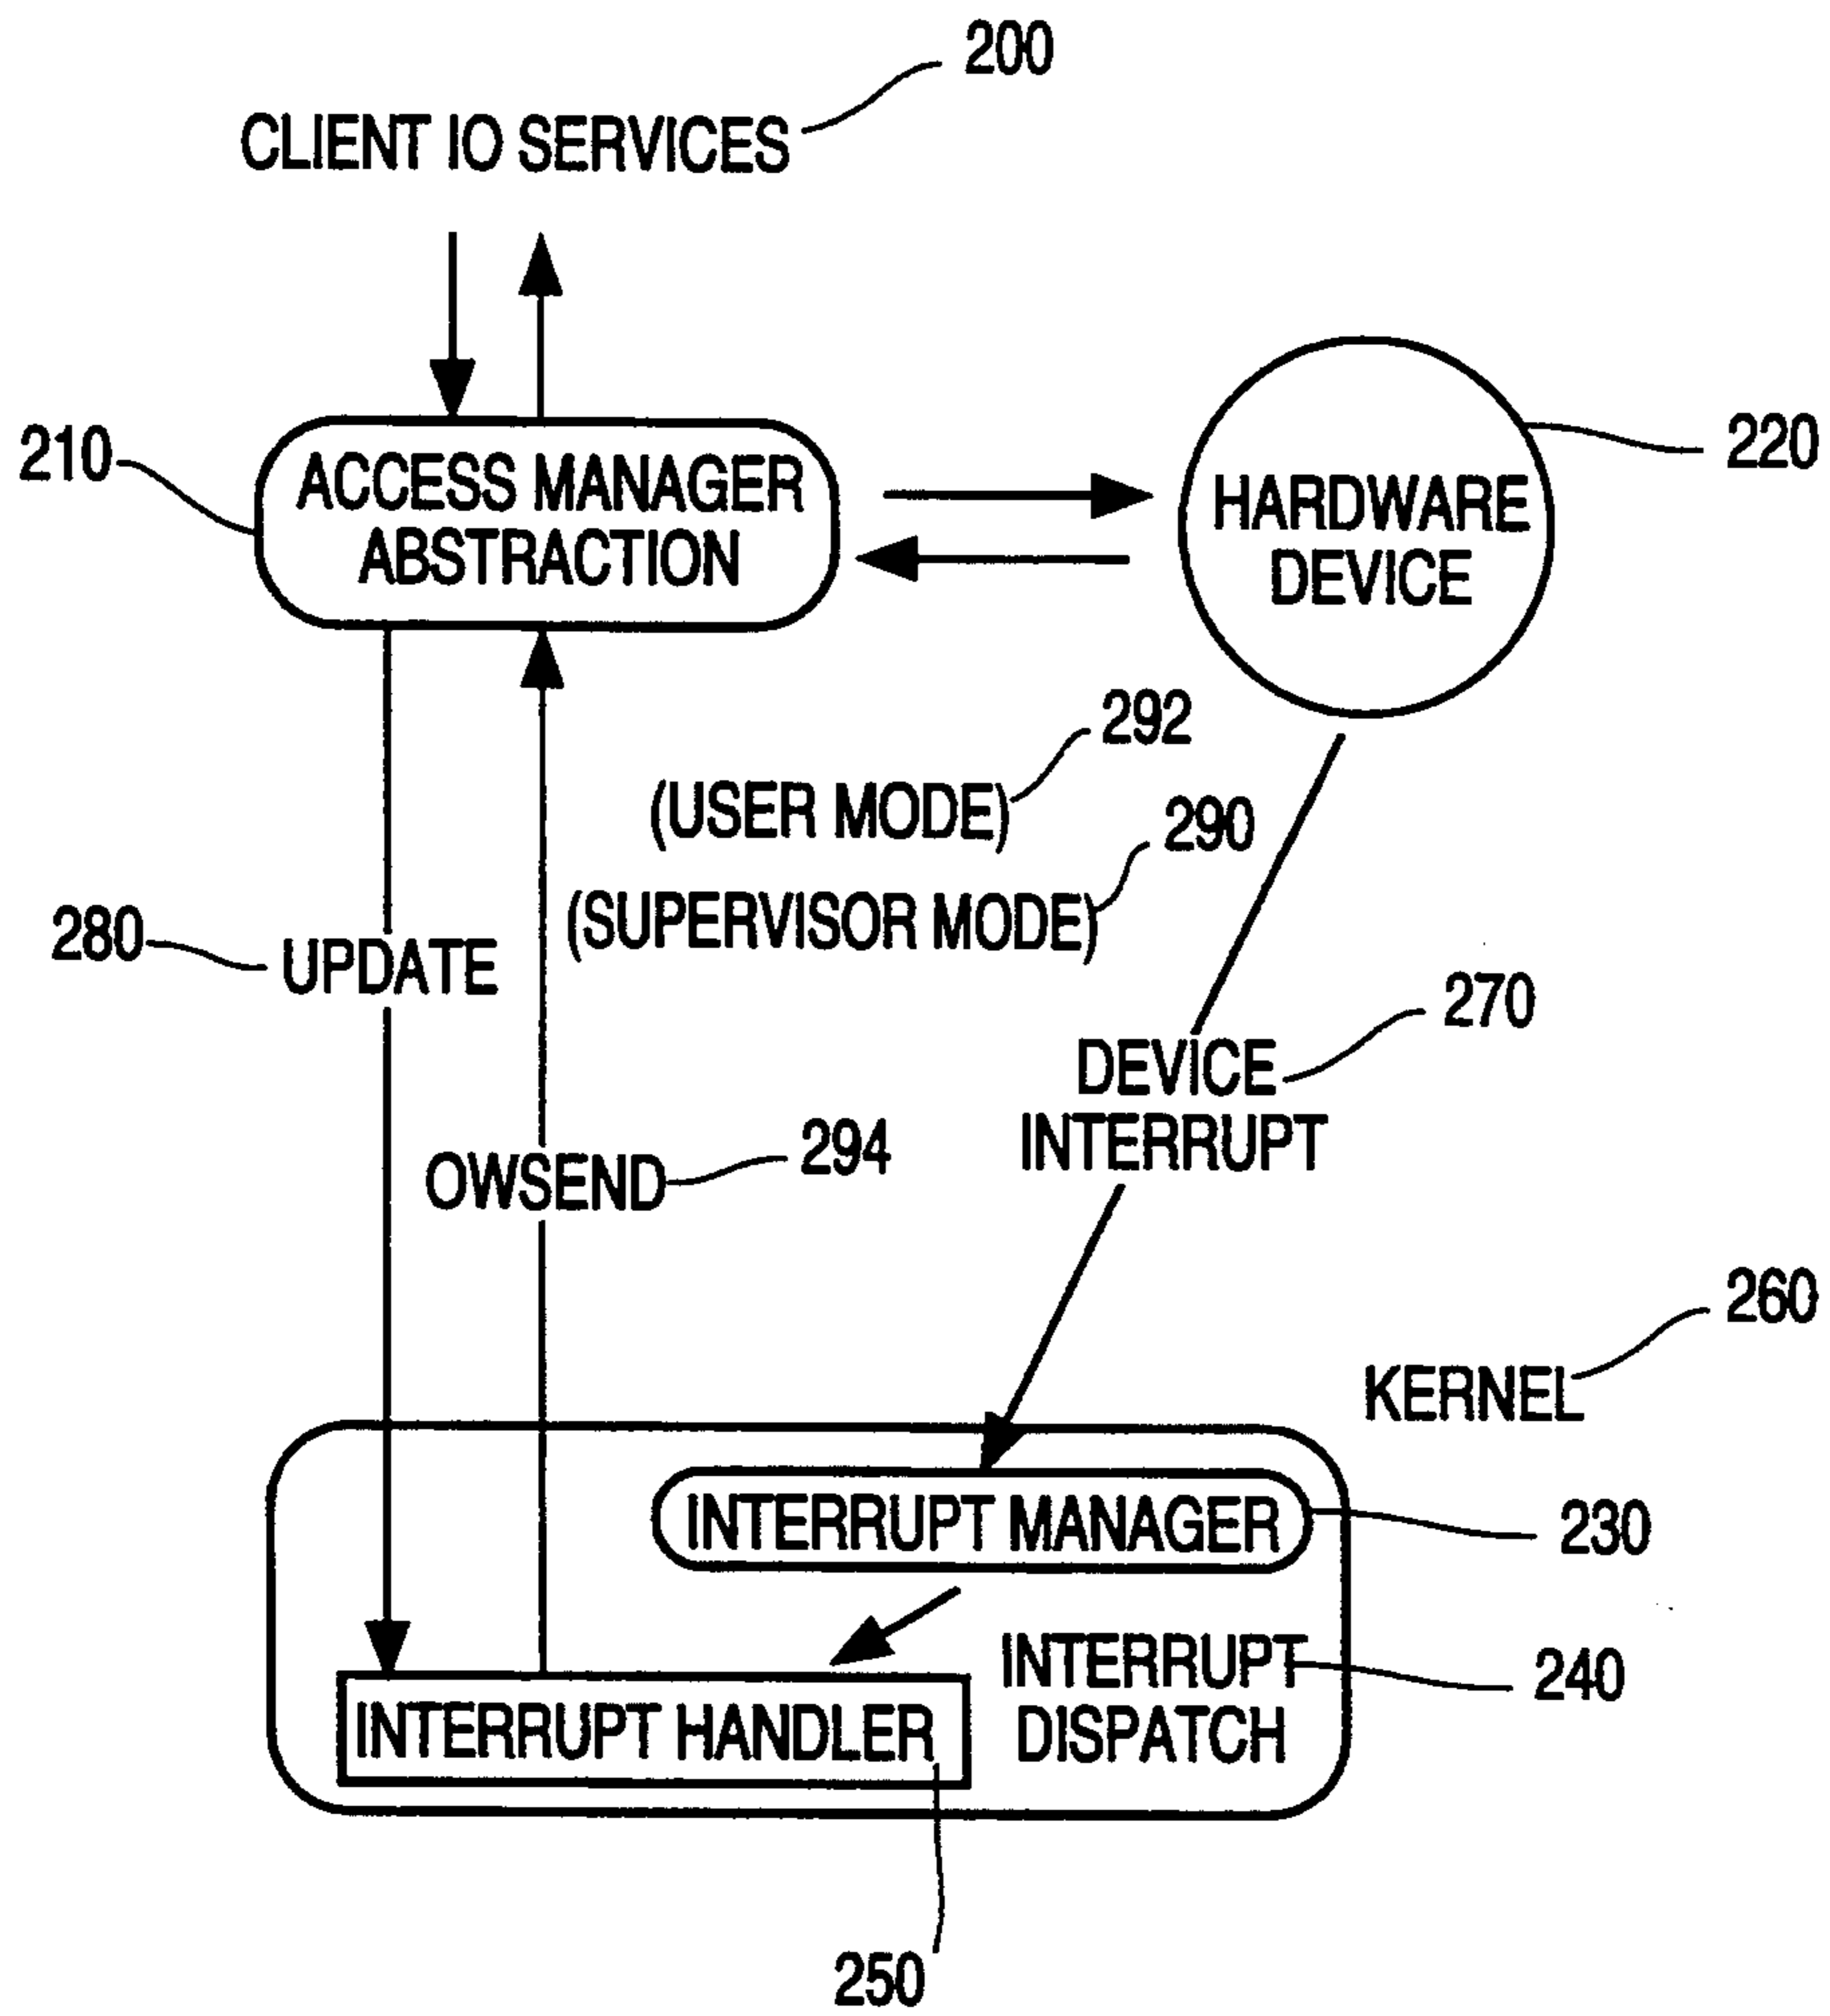 200
CLIENT IO SERVICES
210
ACCESS MANAGER
ABSTRACTION
220
HARDWARE
DEVICE
292
(USER MODE)
290
(SUPERVISOR MODE)
280
UPDATE
270
DEVICE
INTERRUPT
294
OWSEND
260
KERNEL
INTERRUPT MANAGER
230
INTERRUPT
DISPATCH
240
INTERRUPT HANDLER
250